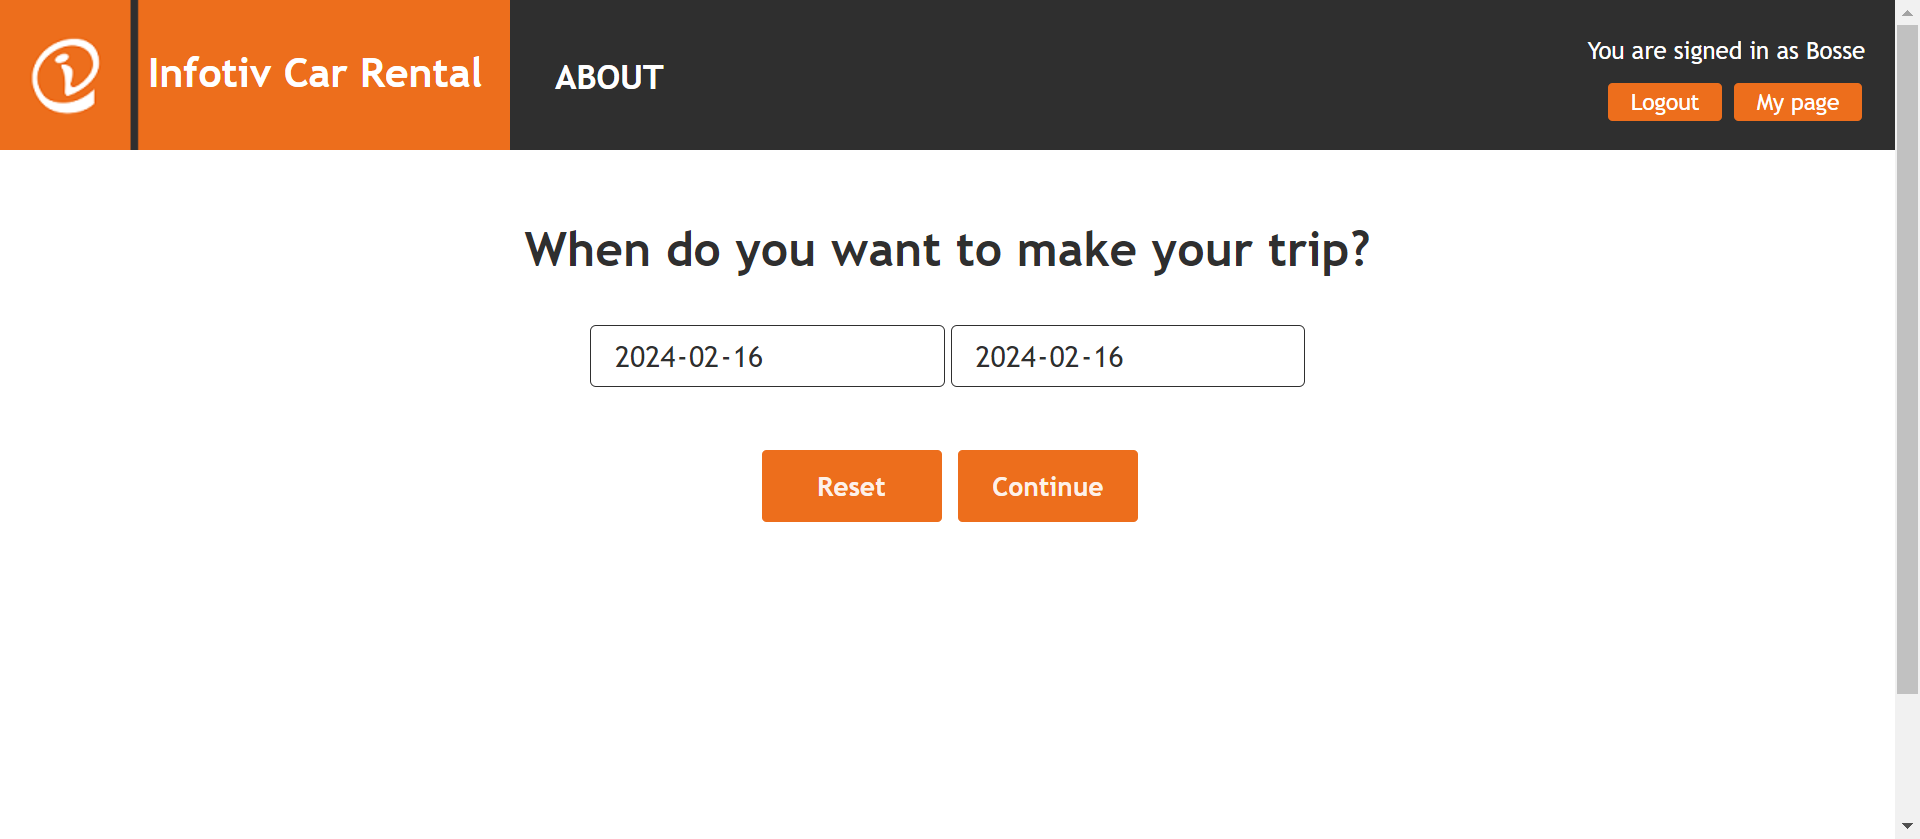 Infotiv Car Rental
ABOUT
You are signed in as Bosse
Logout
My page
When do you want to make your trip?
2024-02-16
2024-02-16
Reset
Continue